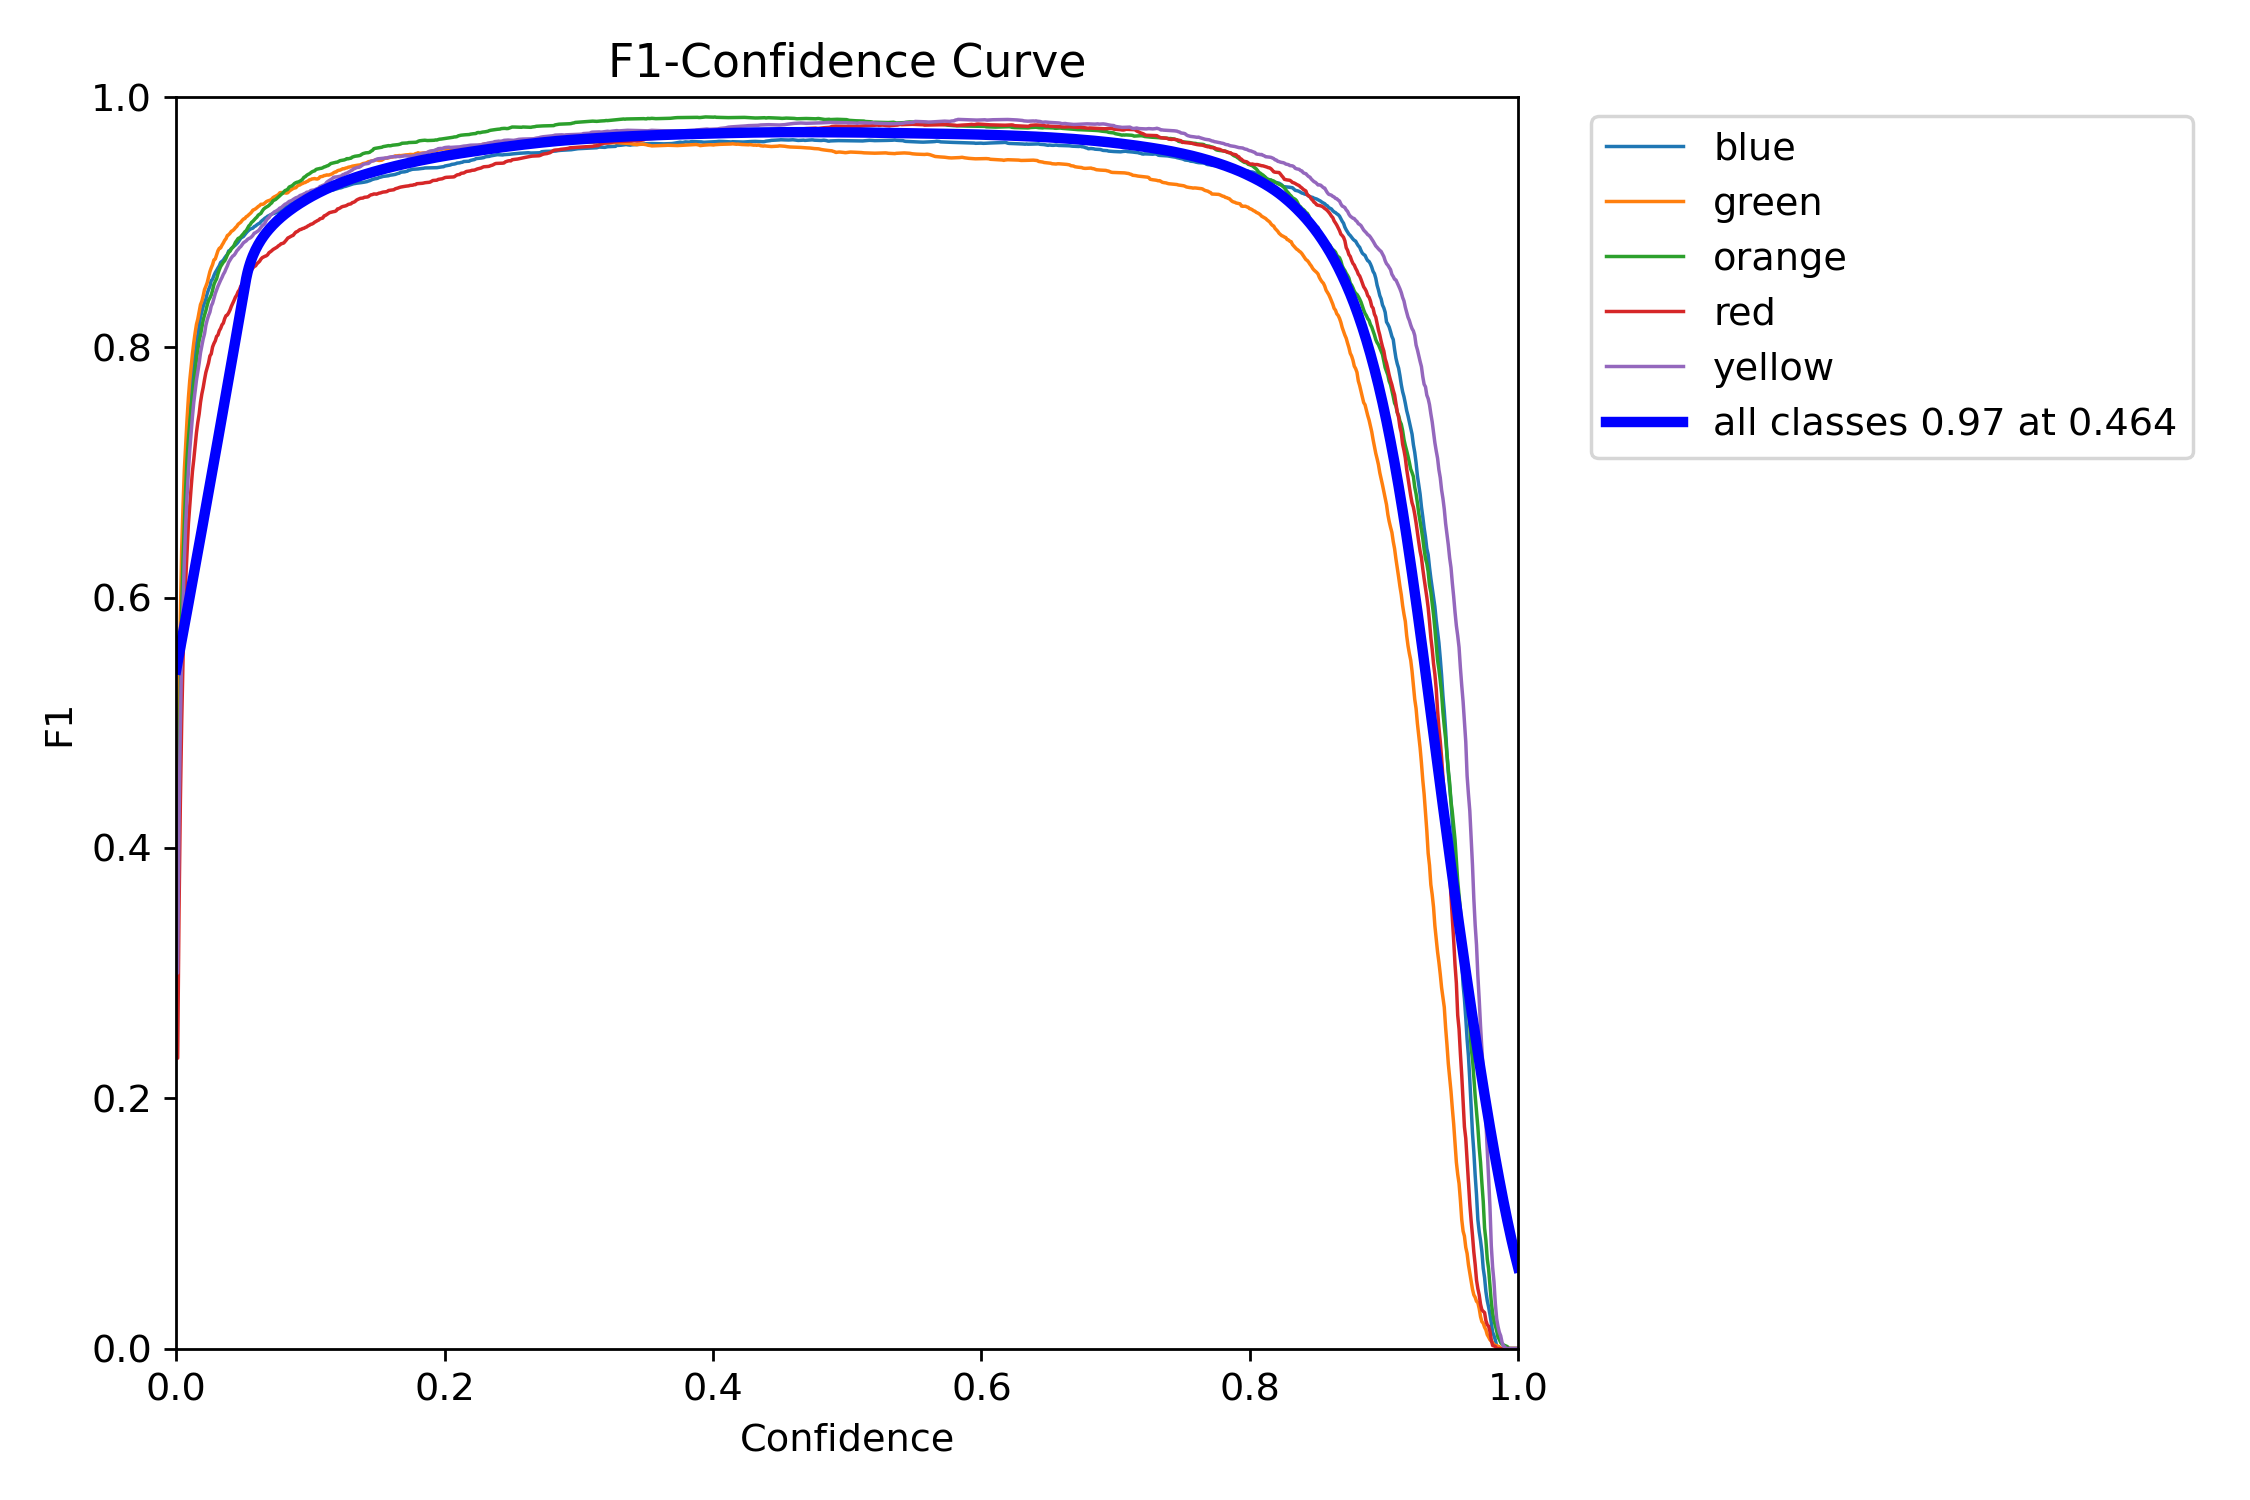 F1-Confidence Curve
1.0
0.8
0.6
0.4
0.2
0.0
F1
0.0 0.2 0.4 0.6 0.8 1.0
Confidence
blue
green
orange
red
yellow
all classes 0.97 at 0.464